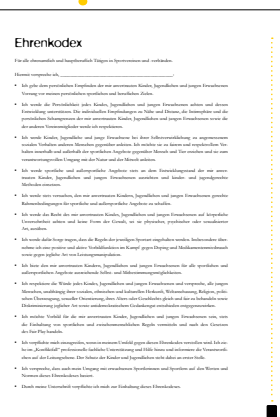 Ehrenkodex
Für alle ehrenamtlich und hauptberuflich Tätigen in Sportvereinen und -verbänden.
Hiermit verspreche ich, ______________________________:
• Ich gebe dem persönlichen Empfinden der mir anvertrauten Kinder, Jugendlichen und jungen Erwachsenen
Vorrang vor meinen persönlichen sportlichen und beruflichen Zielen.
• Ich werde die Persönlichkeit jedes Kindes, Jugendlichen und jungen Erwachsenen achten und dessen
Entwicklung unterstützen. Die individuellen Empfindungen zu Nähe und Distanz, die Intimsphäre und die
persönlichen Schamgrenzen der mir anvertrauten Kinder, Jugendlichen und jungen Erwachsenen sowie die
der anderen Vereinsmitglieder werde ich respektieren.
• Ich werde Kinder, Jugendliche und junge Erwachsene bei ihrer Selbstverwirklichung zu angemessenem
sozialen Verhalten anderen Menschen gegenüber anleiten. Ich möchte sie zu fairem und respektvollem Ver-
halten innerhalb und außerhalb der sportlichen Angebote gegenüber Mensch und Tier erziehen und sie zum
verantwortungsvollen Umgang mit der Natur und der Mitwelt anleiten.
• Ich werde sportliche und außersportliche Angebote stets an dem Entwicklungsstand der mir anver-
trauten Kinder, Jugendlichen und jungen Erwachsenen ausrichten und kinder- und jugendgerechte
Methoden einsetzen.
• Ich werde stets versuchen, den mir anvertrauten Kindern, Jugendlichen und jungen Erwachsenen gerechte
Rahmenbedingungen für sportliche und außersportliche Angebote zu schaffen.
• Ich werde das Recht des mir anvertrauten Kindes, Jugendlichen und jungen Erwachsenen auf körperliche
Unversehrtheit achten und keine Form der Gewalt, sei sie physischer, psychischer oder sexualisierter
Art, ausüben.
• Ich werde dafür Sorge tragen, dass die Regeln der jeweiligen Sportart eingehalten werden. Insbesondere über-
nehme ich eine positive und aktive Vorbildfunktion im Kampf gegen Doping und Medikamentenmissbrauch
sowie gegen jegliche Art von Leistungsmanipulation.
• Ich biete den mir anvertrauten Kindern, Jugendlichen und jungen Erwachsenen für alle sportlichen und
außersportlichen Angebote ausreichende Selbst- und Mitbestimmungsmöglichkeiten.
• Ich respektiere die Würde jedes Kindes, Jugendlichen und jungen Erwachsenen und verspreche, alle jungen
Menschen, unabhängig ihrer sozialen, ethnischen und kulturellen Herkunft, Weltanschauung, Religion, politi-
schen Überzeugung, sexueller Orientierung, ihres Alters oder Geschlechts gleich und fair zu behandeln sowie
Diskriminierung jeglicher Art sowie antidemokratischem Gedankengut entschieden entgegenzuwirken.
• Ich möchte Vorbild für die mir anvertrauten Kinder, Jugendlichen und jungen Erwachsenen sein, stets
die Einhaltung von sportlichen und zwischenmenschlichen Regeln vermitteln und nach den Gesetzen
des Fair Play handeln.
• Ich verpflichte mich einzugreifen, wenn in meinem Umfeld gegen diesen Ehrenkodex verstoßen wird. Ich zie-
he im „Konfliktfall“ professionelle fachliche Unterstützung und Hilfe hinzu und informiere die Verantwortli-
chen auf der Leitungsebene. Der Schutz der Kinder und Jugendlichen steht dabei an erster Stelle.
• Ich verspreche, dass auch mein Umgang mit erwachsenen Sportlerinnen und Sportlern auf den Werten und
Normen dieses Ehrenkodexes basiert.
• Durch meine Unterschrift verpflichte ich mich zur Einhaltung dieses Ehrenkodexes.